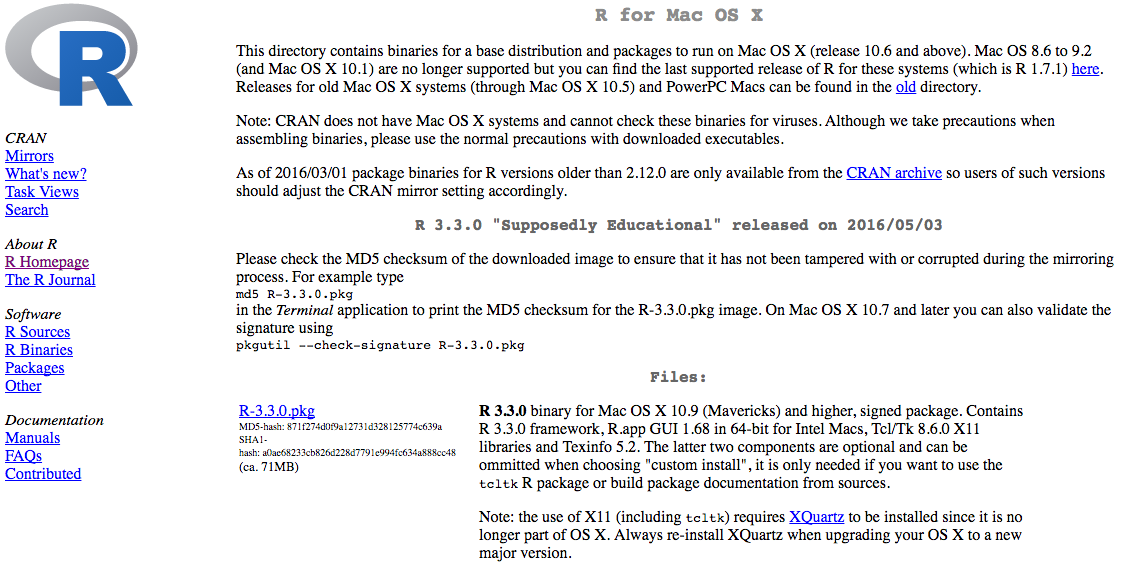 R
CRAN
Mirrors
What's new?
Task Views
Search
About R
R Homepage
The R Journal
Software
R Sources
R Binaries
Packages
Other
Documentation
Manuals
FAQs
Contributed
R for Mac OS X
This directory contains binaries for a base distribution and packages to run on Mac OS X (release 10.6 and above). Mac OS 8.6 to 9.2
(and Mac OS X 10.1) are no longer supported but you can find the last supported release of R for these systems (which is R 1.7.1) here.
Releases for old Mac OS X systems (through Mac OS X 10.5) and PowerPC Macs can be found in the old directory.
Note: CRAN does not have Mac OS X systems and cannot check these binaries for viruses. Although we take precautions when
assembling binaries, please use the normal precautions with downloaded executables.
As of 2016/03/01 package binaries for R versions older than 2.12.0 are only available from the CRAN archive so users of such versions
should adjust the CRAN mirror setting accordingly.
R 3.3.0 "Supposedly Educational" released on 2016/05/03
Please check the MD5 checksum of the downloaded image to ensure that it has not been tampered with or corrupted during the mirroring
process. For example type
md5 R-3.3.0.pkg
in the Terminal application to print the MD5 checksum for the R-3.3.0.pkg image. On Mac OS X 10.7 and later you can also validate the
signature using
pkgutil --check-signature R-3.3.0.pkg
Files:
R-3.3.0.pkg
MD5-hash: 871f274d0f9a12731d328125774c639a
SHA1-
hash: a0ae68233cb826d228d7791e994fc634a888cc48
(ca. 71MB)
R 3.3.0 binary for Mac OS X 10.9 (Mavericks) and higher, signed package. Contains
R 3.3.0 framework, R.app GUI 1.68 in 64-bit for Intel Macs, Tcl/Tk 8.6.0 X11
libraries and Texinfo 5.2. The latter two components are optional and can be
ommitted when choosing "custom install", it is only needed if you want to use the
tcltk R package or build package documentation from sources.
Note: the use of X11 (including tcltk) requires XQuartz to be installed since it is no
longer part of OS X. Always re-install XQuartz when upgrading your OS X to a new
major version.